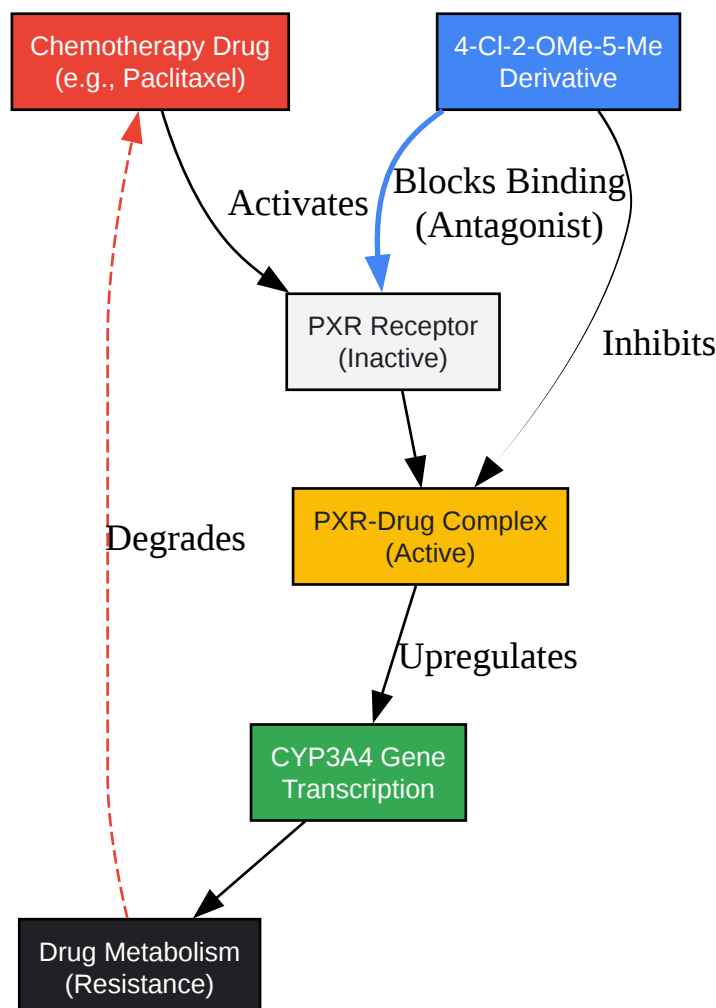 Chemotherapy Drug
(e.g., Paclitaxel)
4-Cl-2-OMe-5-Me
Derivative
Activates
Blocks Binding
(Antagonist)
PXR Receptor
(Inactive)
Inhibits
PXR-Drug Complex
(Active)
Degrades
Upregulates
CYP3A4 Gene
Transcription
Drug Metabolism
(Resistance)